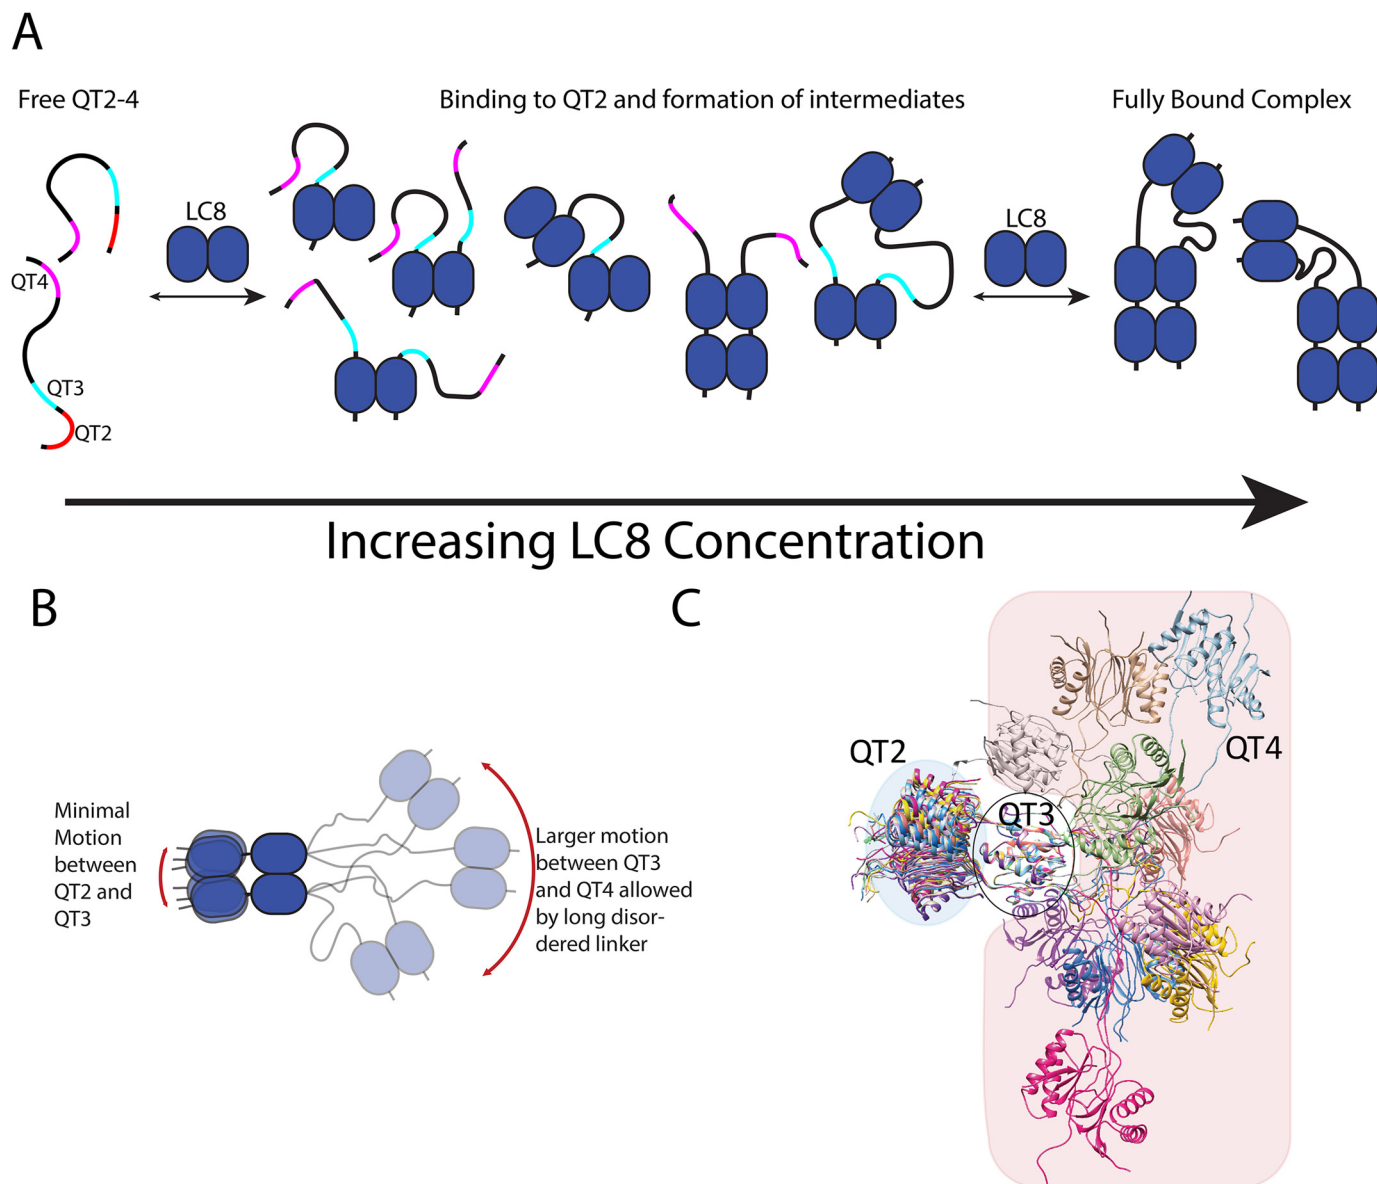 A
Free QT2-4
Binding to QT2 and formation of intermediates
Fully Bound Complex
LC8
LC8
QT4
QT3
QT2
Increasing LC8 Concentration
B
Minimal
Motion
between
QT2 and
QT3
Larger motion
between QT3
and QT4 allowed
by long disor-
dered linker
C
QT2
QT4
QT3